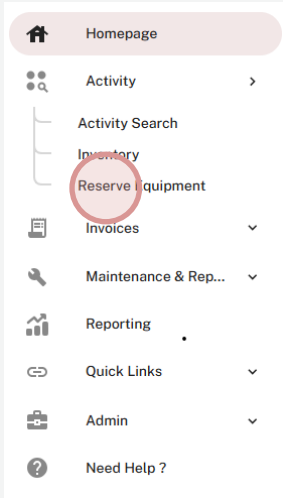 Homepage
Activity
Activity Search
Inventory
Reserve Equipment
Invoices
Maintenance & Rep...
Reporting
Quick Links
Admin
Need Help ?